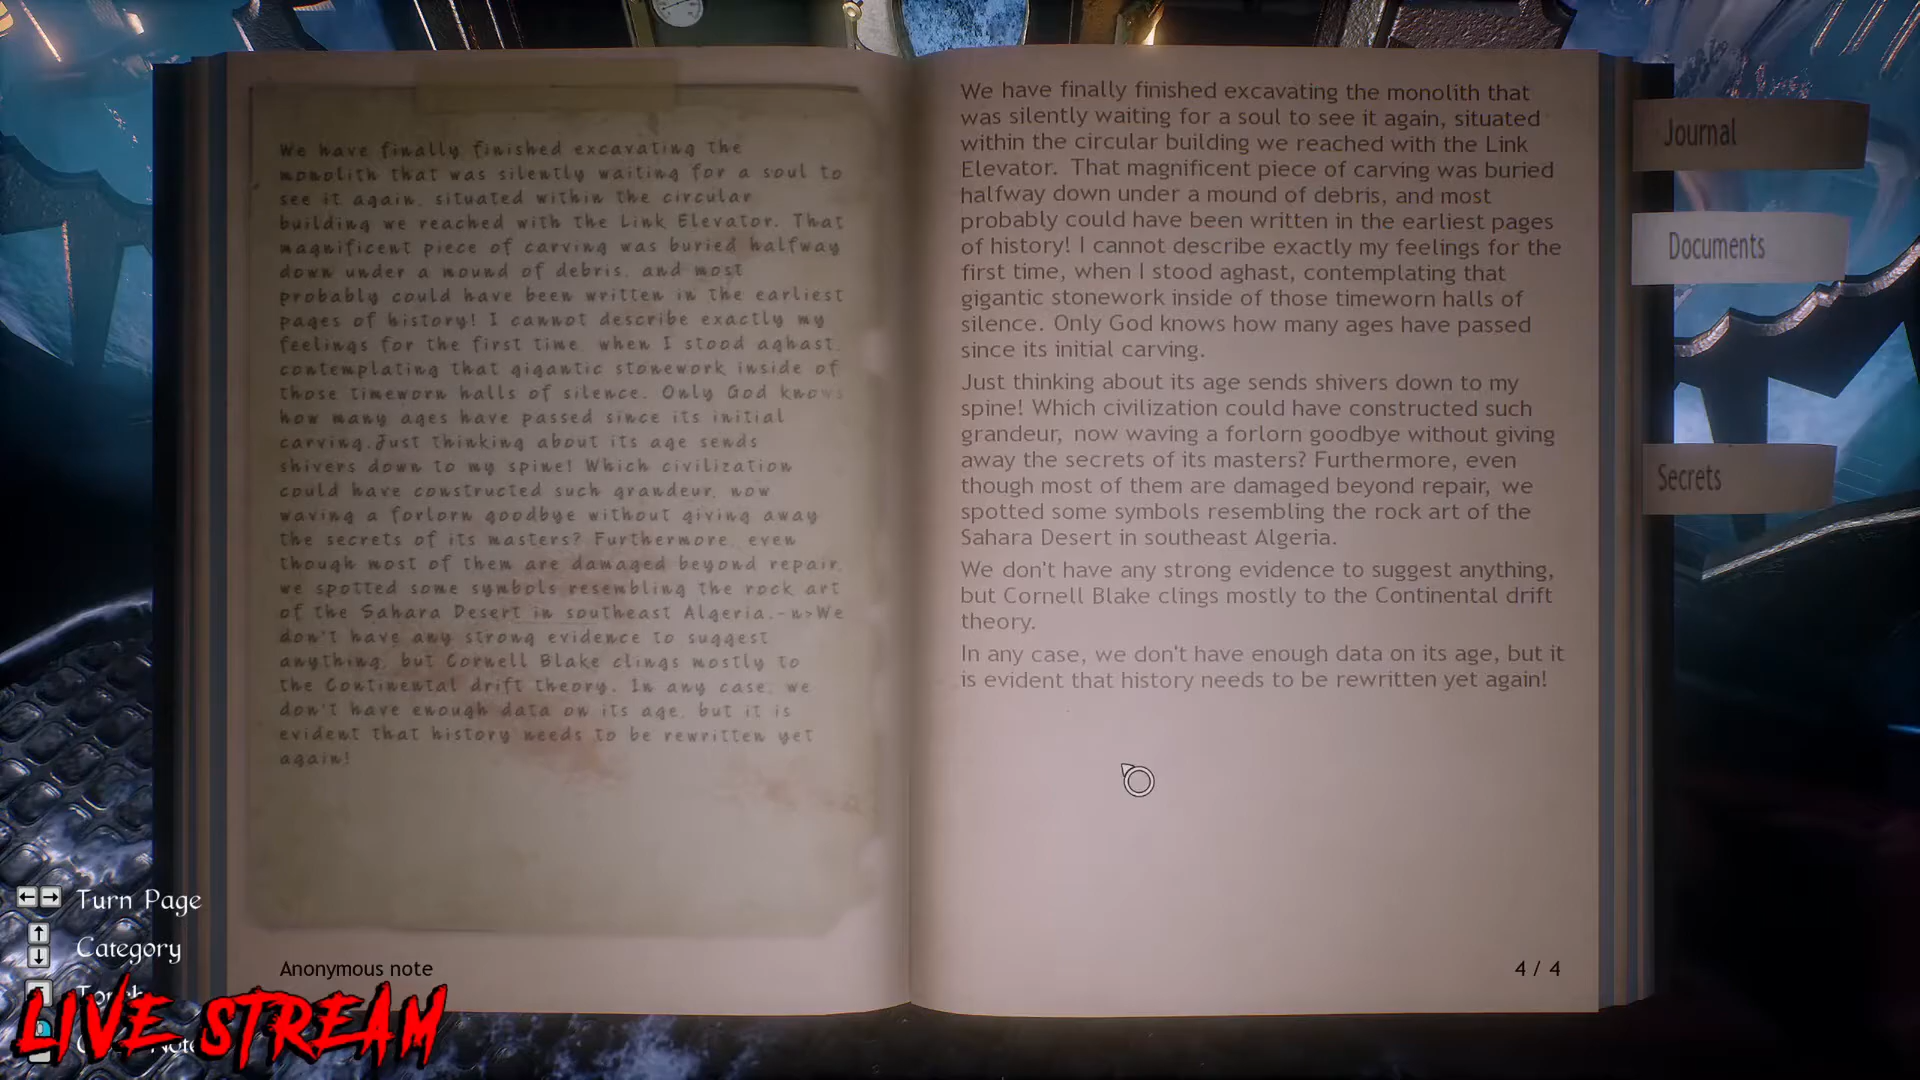 We have finally finished excavating the
monolith that was silently waiting for a soul to
see it again, situated within the circular
building we reached with the Link Elevator. That
magnificent piece of carving was buried halfway
down under a mound of debris, and most
probably could have been written in the earliest
pages of history! I cannot describe exactly my
feelings for the first time, when I stood aghast,
contemplating that gigantic stonework inside of
those timeworn halls of silence. Only God knows
how many ages have passed since its initial
carving.Just thinking about its age sends
shivers down to my spine! Which civilization
could have constructed such grandeur, now
waving a forlorn goodbye without giving away
the secrets of its masters? Furthermore, even
though most of them are damaged beyond repair,
we spotted some symbols resembling the rock art
of the Sahara Desert in southeast Algeria.-n>We
don't have any strong evidence to suggest
anything, but Cornell Blake clings mostly to
the Continental drift theory. In any case, we
don't have enough data on its age, but it is
evident that history needs to be rewritten yet
again!
Anonymous note
We have finally finished excavating the monolith that
was silently waiting for a soul to see it again, situated
within the circular building we reached with the Link
Elevator. That magnificent piece of carving was buried
halfway down under a mound of debris, and most
probably could have been written in the earliest pages
of history! I cannot describe exactly my feelings for the
first time, when I stood aghast, contemplating that
gigantic stonework inside of those timeworn halls of
silence. Only God knows how many ages have passed
since its initial carving.
Just thinking about its age sends shivers down to my
spine! Which civilization could have constructed such
grandeur, now waving a forlorn goodbye without giving
away the secrets of its masters? Furthermore, even
though most of them are damaged beyond repair, we
spotted some symbols resembling the rock art of the
Sahara Desert in southeast Algeria.
We don't have any strong evidence to suggest anything,
but Cornell Blake clings mostly to the Continental drift
theory.
In any case, we don't have enough data on its age, but it
is evident that history needs to be rewritten yet again!
4 / 4
Journal
Documents
Secrets
Turn Page
Category
LIVE STREAM